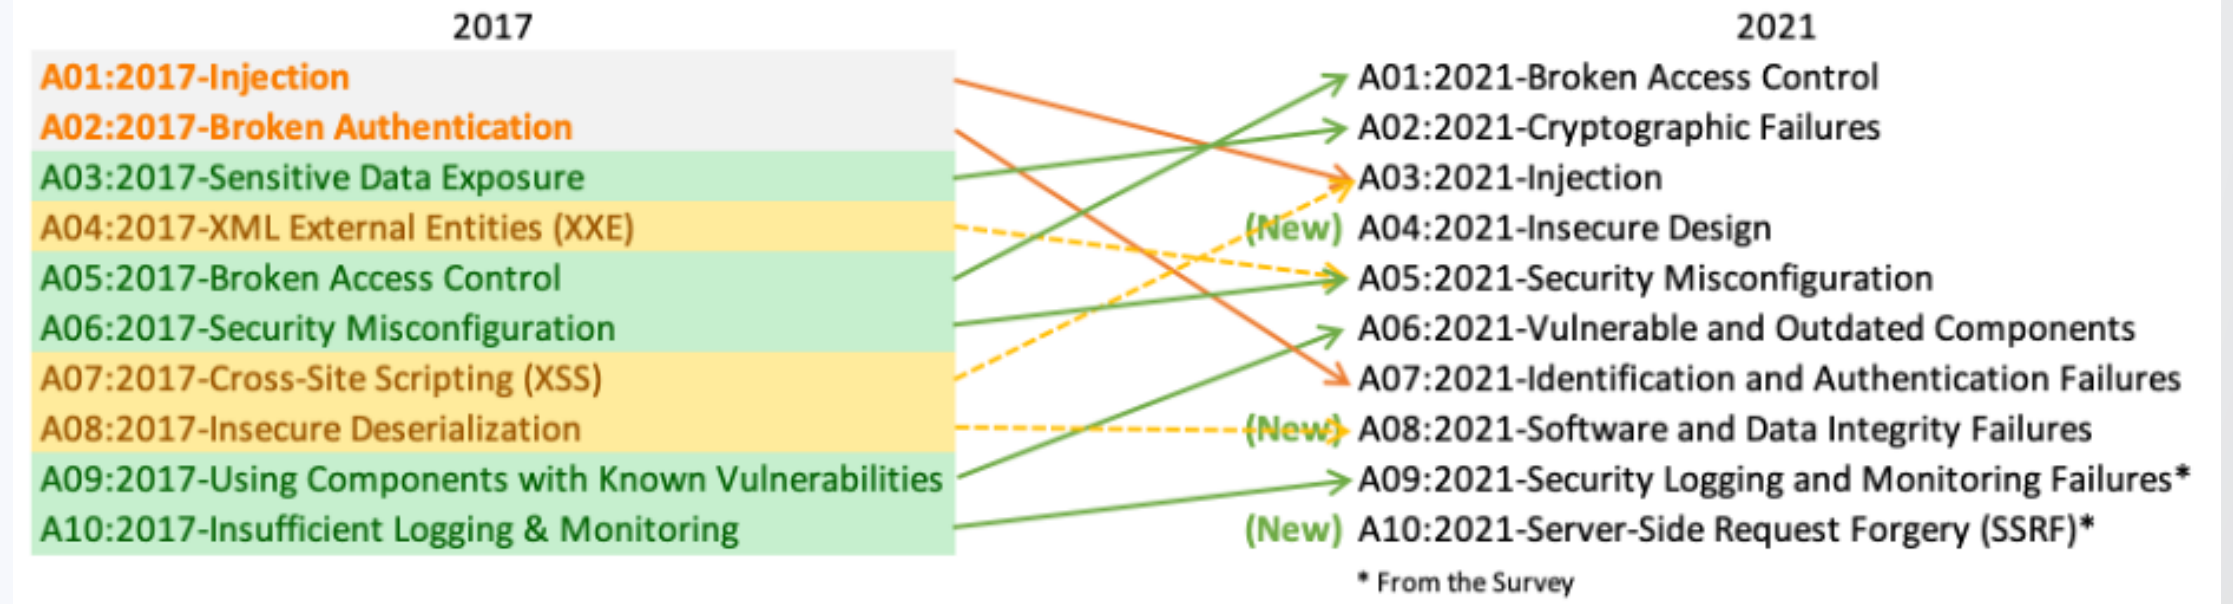 2017
A01:2017-Injection
A02:2017-Broken Authentication
A03:2017-Sensitive Data Exposure
A04:2017-XML External Entities (XXE)
A05:2017-Broken Access Control
A06:2017-Security Misconfiguration
A07:2017-Cross-Site Scripting (XSS)
A08:2017-Insecure Deserialization
A09:2017-Using Components with Known Vulnerabilities
A10:2017-Insufficient Logging & Monitoring
2021
A01:2021-Broken Access Control
A02:2021-Cryptographic Failures
A03:2021-Injection
(New) A04:2021-Insecure Design
A05:2021-Security Misconfiguration
A06:2021-Vulnerable and Outdated Components
A07:2021-Identification and Authentication Failures
(New) A08:2021-Software and Data Integrity Failures
A09:2021-Security Logging and Monitoring Failures*
(New) A10:2021-Server-Side Request Forgery (SSRF)*
* From the Survey